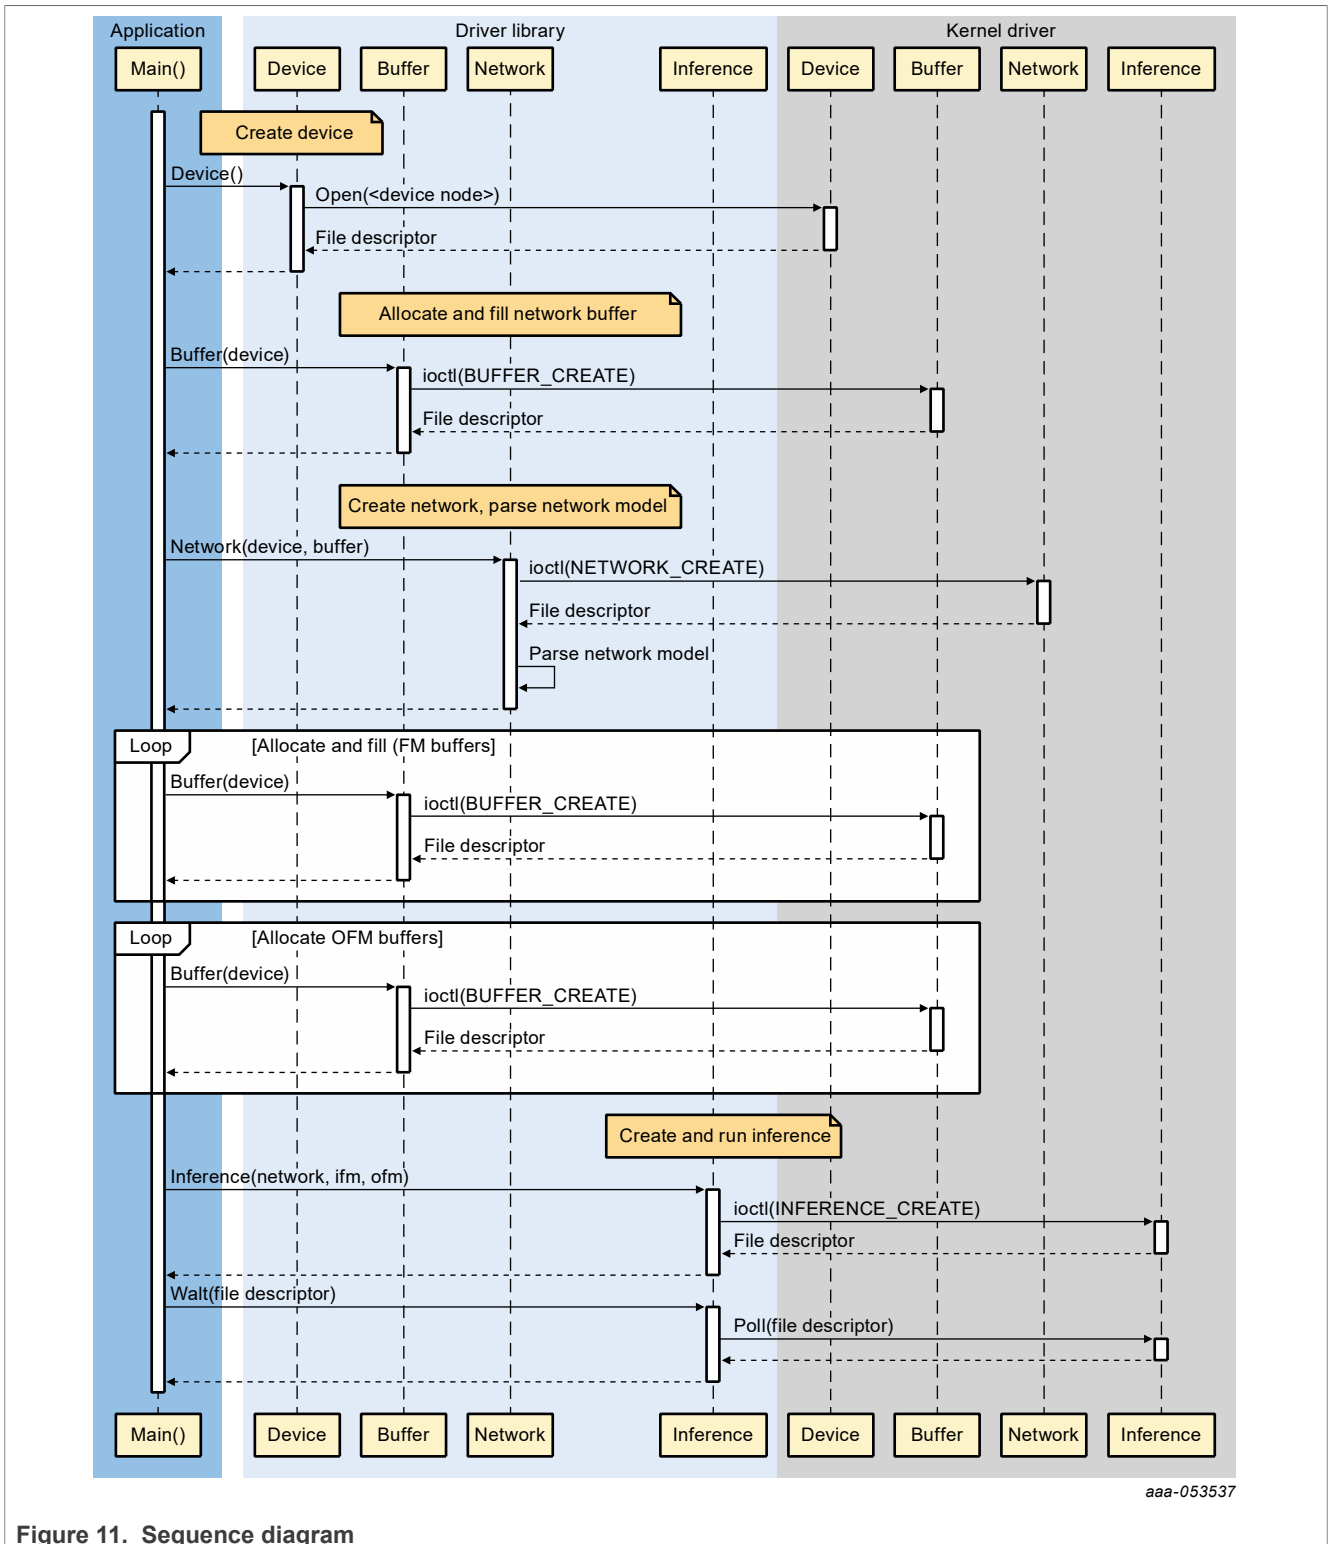 Application Driver library Kernel driver
Main() Device Buffer Network Inference Device Buffer Network Inference
Create device
Device()
Open(<device node>)
File descriptor
Allocate and fill network buffer
Buffer(device)
ioctl(BUFFER_CREATE)
File descriptor
Create network, parse network model
Network(device, buffer)
ioctl(NETWORK_CREATE)
File descriptor
Parse network model
Loop [Allocate and fill (FM buffers]
Buffer(device)
ioctl(BUFFER_CREATE)
File descriptor
Loop [Allocate OFM buffers]
Buffer(device)
ioctl(BUFFER_CREATE)
File descriptor
Create and run inference
Inference(network, ifm, ofm)
ioctl(INFERENCE_CREATE)
File descriptor
Walt(file descriptor)
Poll(file descriptor)
Main() Device Buffer Network Inference Device Buffer Network Inference
aaa-053537
Figure 11. Sequence diagram